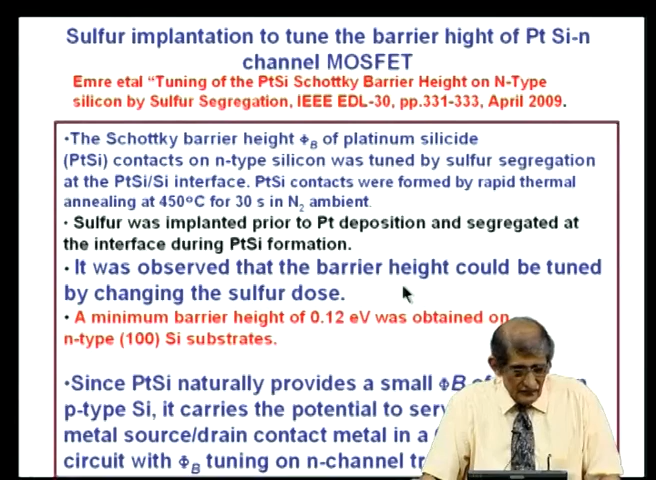 Sulfur implantation to tune the barrier hight of Pt Si-n
channel MOSFET
Emre etal "Tuning of the PtSi Schottky Barrier Height on N-Type
silicon by Sulfur Segregation, IEEE EDL-30, pp.331-333, April 2009.
•The Schottky barrier height ΦB of platinum silicide
(PtSi) contacts on n-type silicon was tuned by sulfur segregation
at the PtSi/Si interface. PtSi contacts were formed by rapid thermal
annealing at 450ºC for 30 s in N2 ambient.
• Sulfur was implanted prior to Pt deposition and segregated at
the interface during PtSi formation.
• It was observed that the barrier height could be tuned
by changing the sulfur dose.
• A minimum barrier height of 0.12 eV was obtained on
n-type (100) Si substrates.
•Since PtSi naturally provides a small ΦB
p-type Si, it carries the potential to
metal source/drain contact metal in a
circuit with ΦB tuning on n-channel